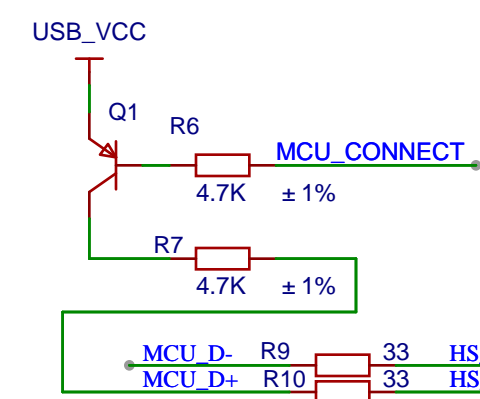 USB_VCC
Q1
R6
MCU_CONNECT
4.7K ±1%
R7
4.7K ±1%
MCU_D- R9 33 HS
MCU_D+ R10 33 HS